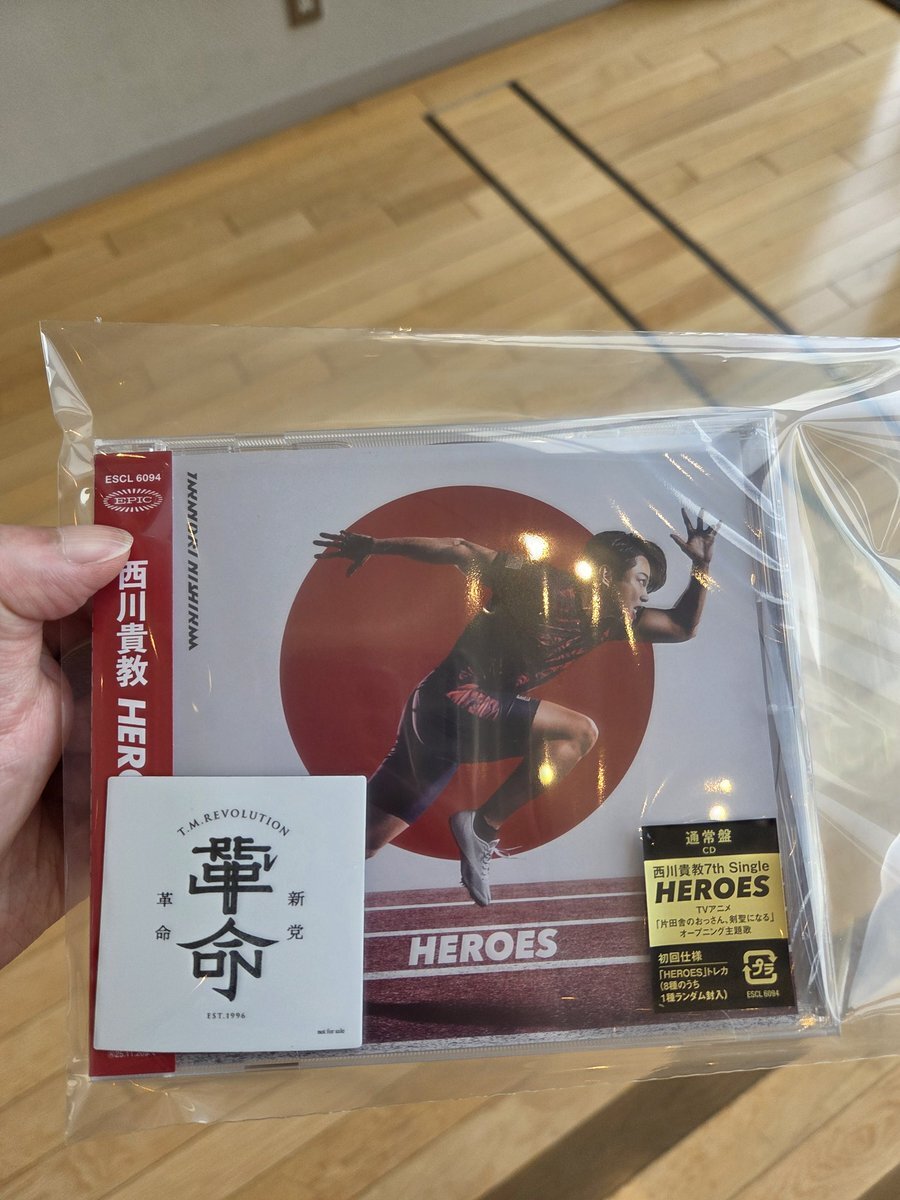 ESCL 6094
EPIC
西川貴教 HERO
T.M.REVOLUTION
革命
新党
革命
EST.1996
not for sale
HEROES
通常盤
CD
西川貴教7th Single
HEROES
TVアニメ
「片田舎のおっさん、剣聖になる」
オープニング主題歌
初回仕様
「HEROES」トレカ
(8種のうち
1種ランダム封入)
プラ
ESCL 6094